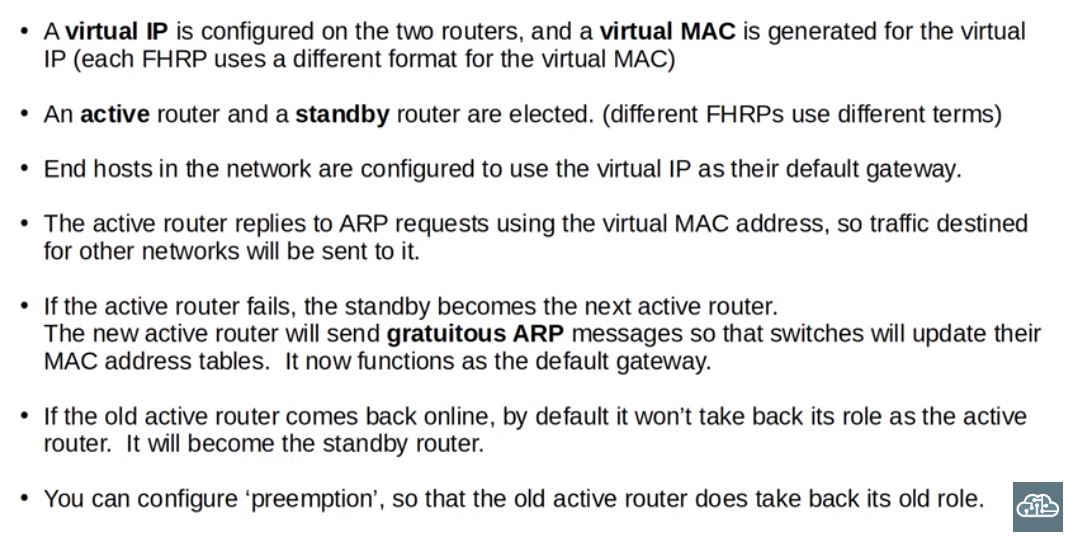 • A virtual IP is configured on the two routers, and a virtual MAC is generated for the virtual
IP (each FHRP uses a different format for the virtual MAC)
• An active router and a standby router are elected. (different FHRPs use different terms)
• End hosts in the network are configured to use the virtual IP as their default gateway.
• The active router replies to ARP requests using the virtual MAC address, so traffic destined
for other networks will be sent to it.
• If the active router fails, the standby becomes the next active router.
The new active router will send gratuitous ARP messages so that switches will update their
MAC address tables.  It now functions as the default gateway.
• If the old active router comes back online, by default it won’t take back its role as the active
router.  It will become the standby router.
• You can configure ‘preemption’, so that the old active router does take back its old role.